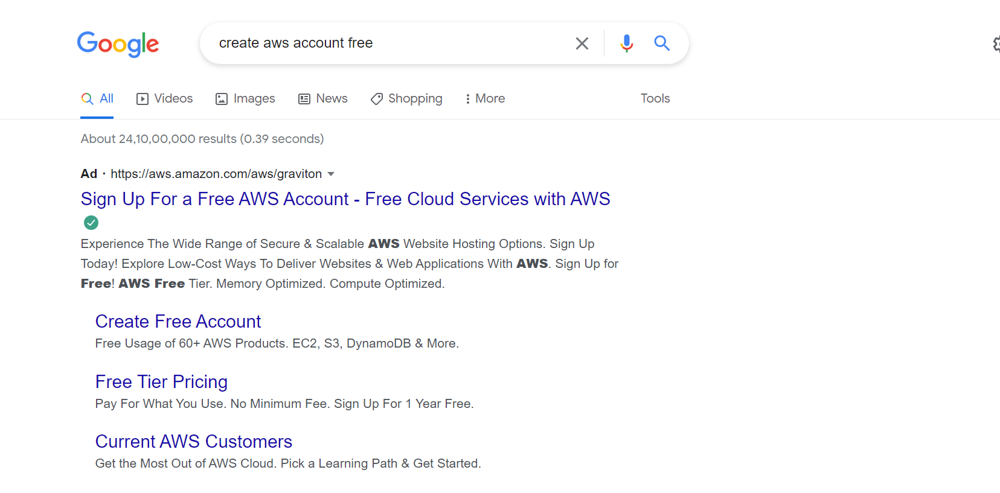 Google
create aws account free
All Videos Images News Shopping More Tools
About 24,10,00,000 results (0.39 seconds)
Ad · https://aws.amazon.com/aws/graviton
Sign Up For a Free AWS Account - Free Cloud Services with AWS
Experience The Wide Range of Secure & Scalable AWS Website Hosting Options. Sign Up
Today! Explore Low-Cost Ways To Deliver Websites & Web Applications With AWS. Sign Up for
Free! AWS Free Tier. Memory Optimized. Compute Optimized.
Create Free Account
Free Usage of 60+ AWS Products. EC2, S3, DynamoDB & More.
Free Tier Pricing
Pay For What You Use. No Minimum Fee. Sign Up For 1 Year Free.
Current AWS Customers
Get the Most Out of AWS Cloud. Pick a Learning Path & Get Started.